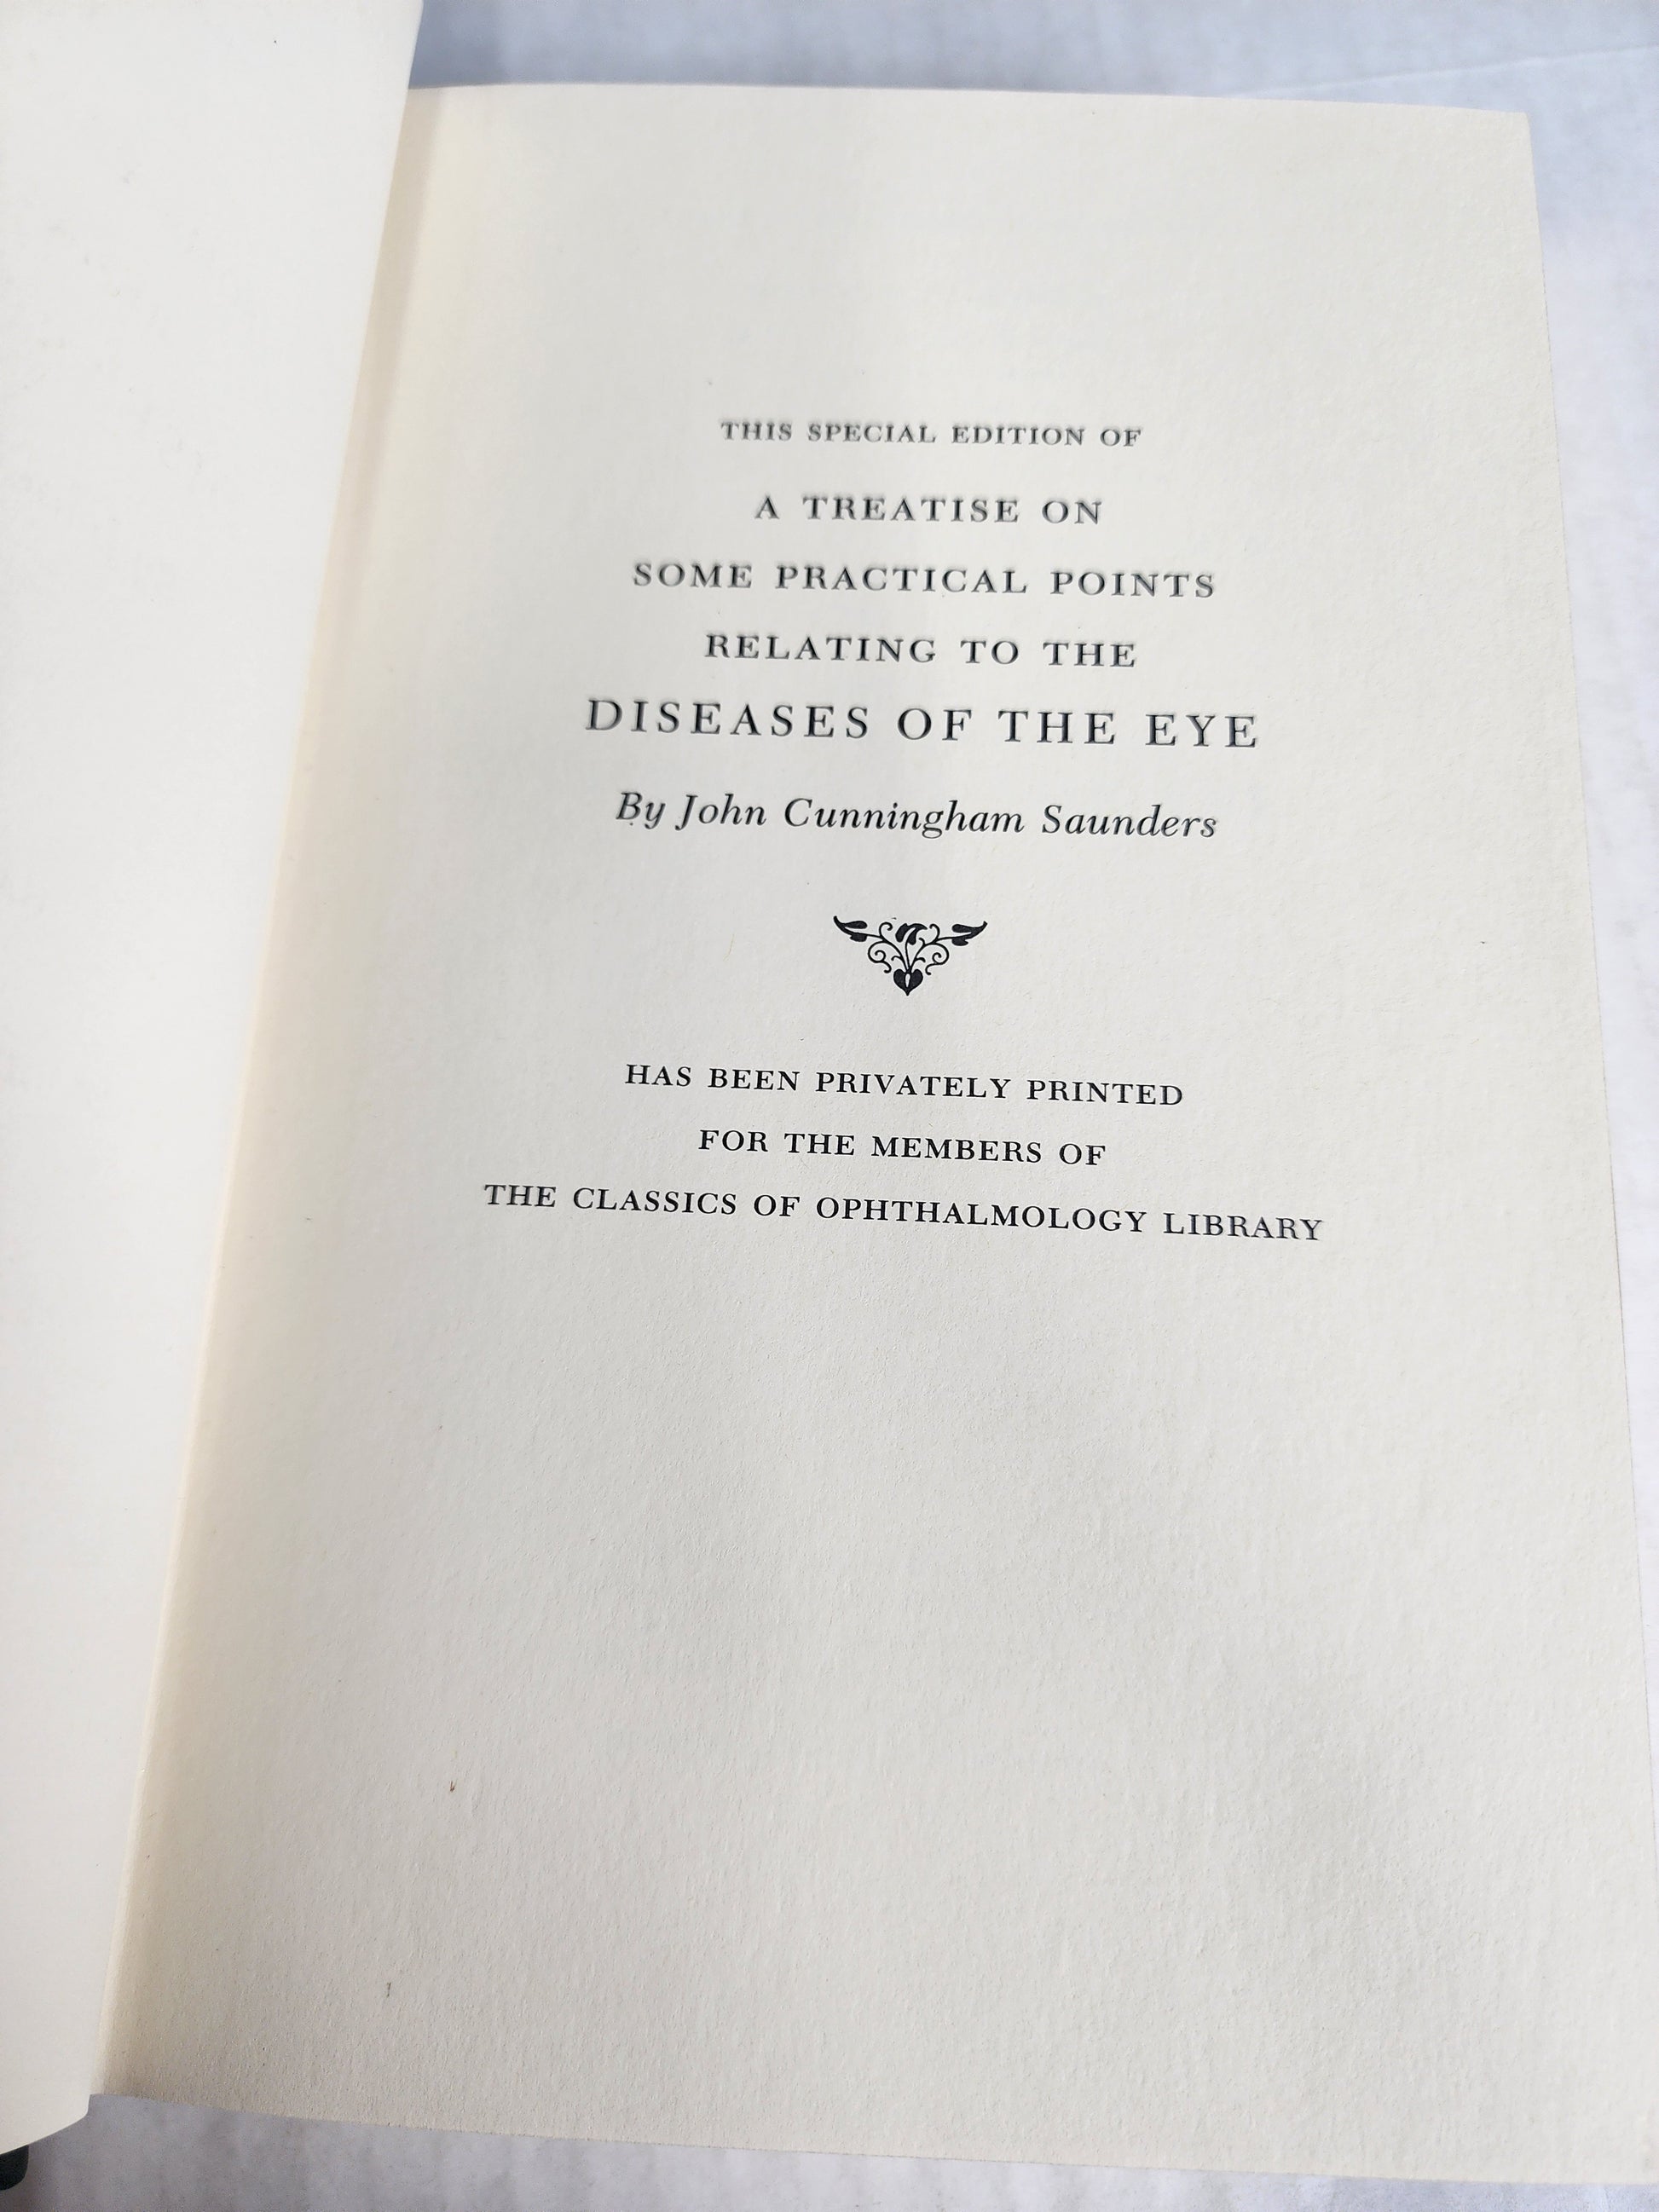 THIS SPECIAL EDITION OF
A TREATISE ON
SOME PRACTICAL POINTS
RELATING TO THE
DISEASES OF THE EYE
By John Cunningham Saunders
HAS BEEN PRIVATELY PRINTED
FOR THE MEMBERS OF
THE CLASSICS OF OPHTHALMOLOGY LIBRARY